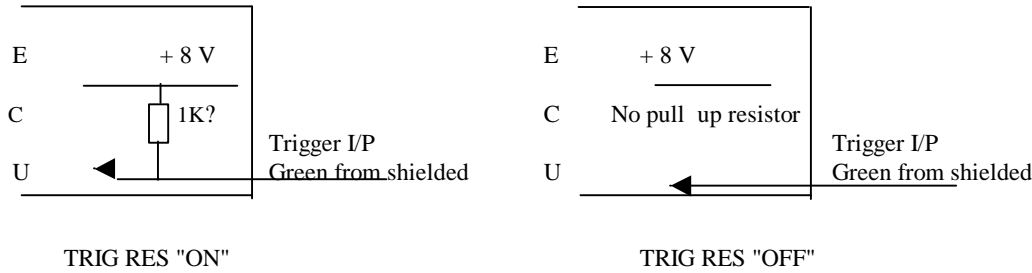 E
+ 8 V
C
1K?
Trigger I/P
U
Green from shielded
TRIG RES "ON"
E
+ 8 V
C
No pull up resistor
Trigger I/P
U
Green from shielded
TRIG RES "OFF"